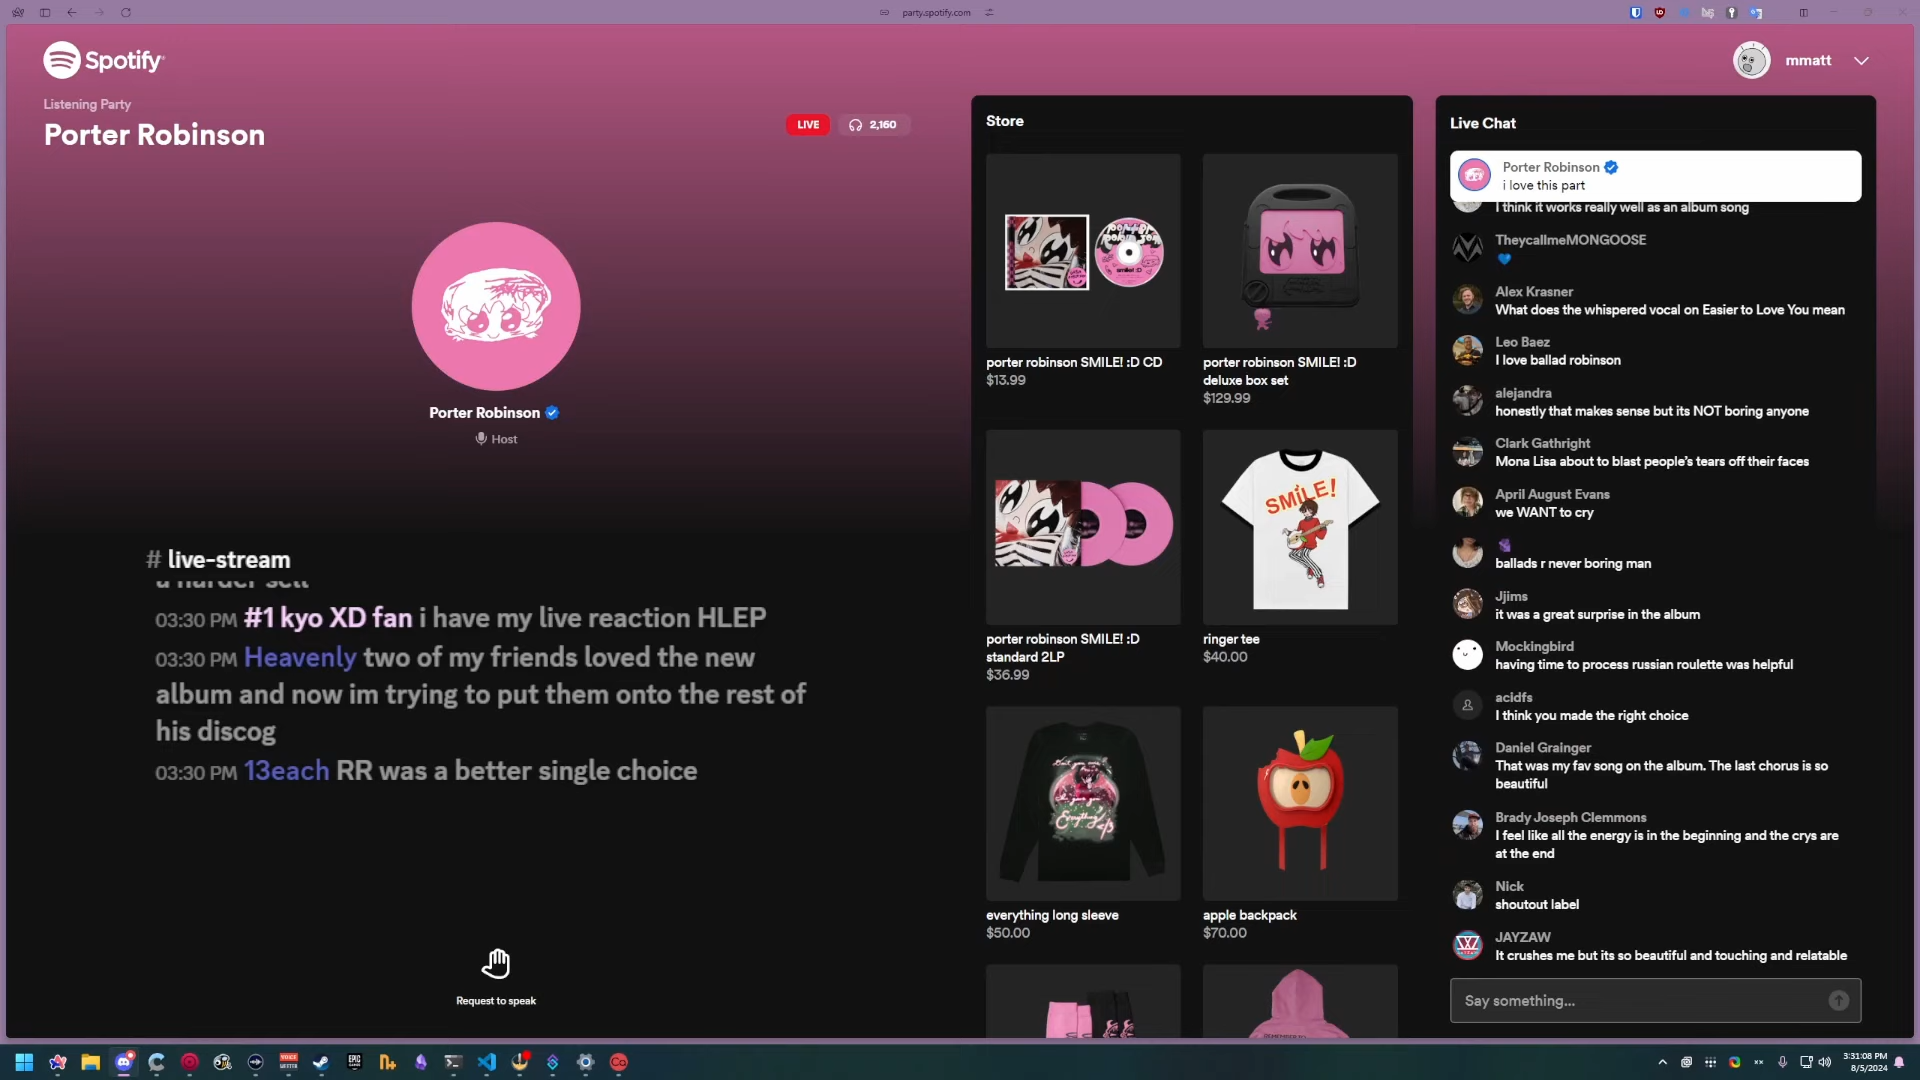 party.spotify.com
Spotify
mmatt
Listening Party
Porter Robinson
LIVE
2,160
Porter Robinson
Host
# live-stream
a harder sell
03:30 PM #1 kyo XD fan i have my live reaction HLEP
03:30 PM Heavenly two of my friends loved the new
album and now im trying to put them onto the rest of
his discog
03:30 PM 13each RR was a better single choice
Request to speak
Store
porter robinson SMILE! :D CD
$13.99
porter robinson SMILE! :D
deluxe box set
$129.99
SMILE!
porter robinson SMILE! :D
standard 2LP
$36.99
ringer tee
$40.00
everything long sleeve
$50.00
apple backpack
$70.00
Live Chat
Porter Robinson
i love this part
I think it works really well as an album song
TheycallmeMONGOOSE
Alex Krasner
What does the whispered vocal on Easier to Love You mean
Leo Baez
I love ballad robinson
alejandra
honestly that makes sense but its NOT boring anyone
Clark Gathright
Mona Lisa about to blast people's tears off their faces
April August Evans
we WANT to cry
ballads r never boring man
Jjims
it was a great surprise in the album
Mockingbird
having time to process russian roulette was helpful
acidfs
I think you made the right choice
Daniel Grainger
That was my fav song on the album. The last chorus is so
beautiful
Brady Joseph Clemmons
I feel like all the energy is in the beginning and the crys are
at the end
Nick
shoutout label
JAYZAW
It crushes me but its so beautiful and touching and relatable
Say something...
3:31:08 PM
8/5/2024